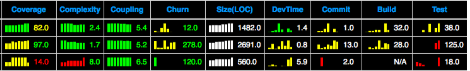 Coverage Complexity Coupling Churn Size(LOC) DevTime Commit Build Test
82.0 2.4 5.4 12.0 1482.0 1.4 1.0 32.0 38.0
97.0 1.7 5.2 278.0 2691.0 0.8 13.0 28.0 125.0
14.0 8.0 6.5 120.0 560.0 5.9 2.0 N/A 18.0